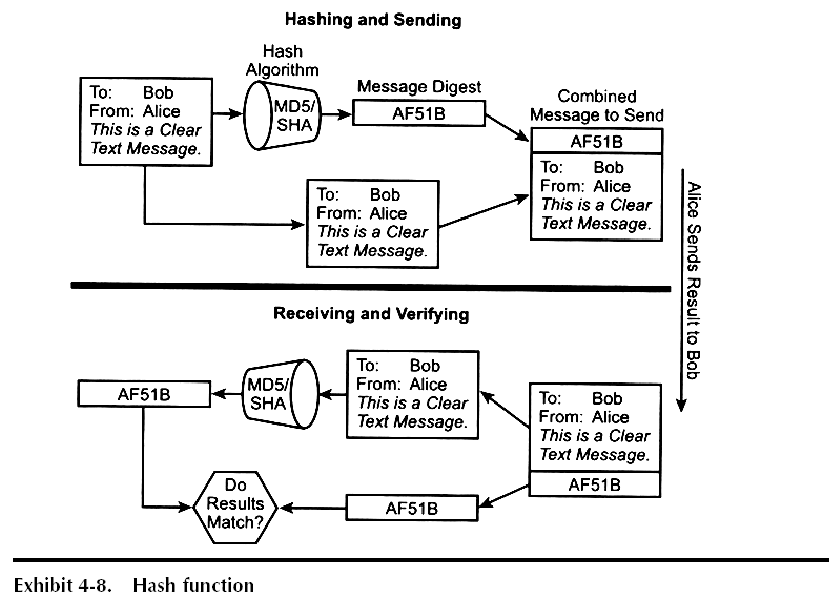 Hashing and Sending
Hash
Algorithm
To: Bob
From: Alice
This is a Clear
Text Message.
MD5/
SHA
Message Digest
AF51B
Combined
Message to Send
AF51B
To: Bob
From: Alice
This is a Clear
Text Message.
To: Bob
From: Alice
This is a Clear
Text Message.
Alice Sends Result to Bob
Receiving and Verifying
AF51B
MD5/
SHA
To: Bob
From: Alice
This is a Clear
Text Message.
To: Bob
From: Alice
This is a Clear
Text Message.
AF51B
Do
Results
Match?
AF51B
Exhibit 4-8. Hash function